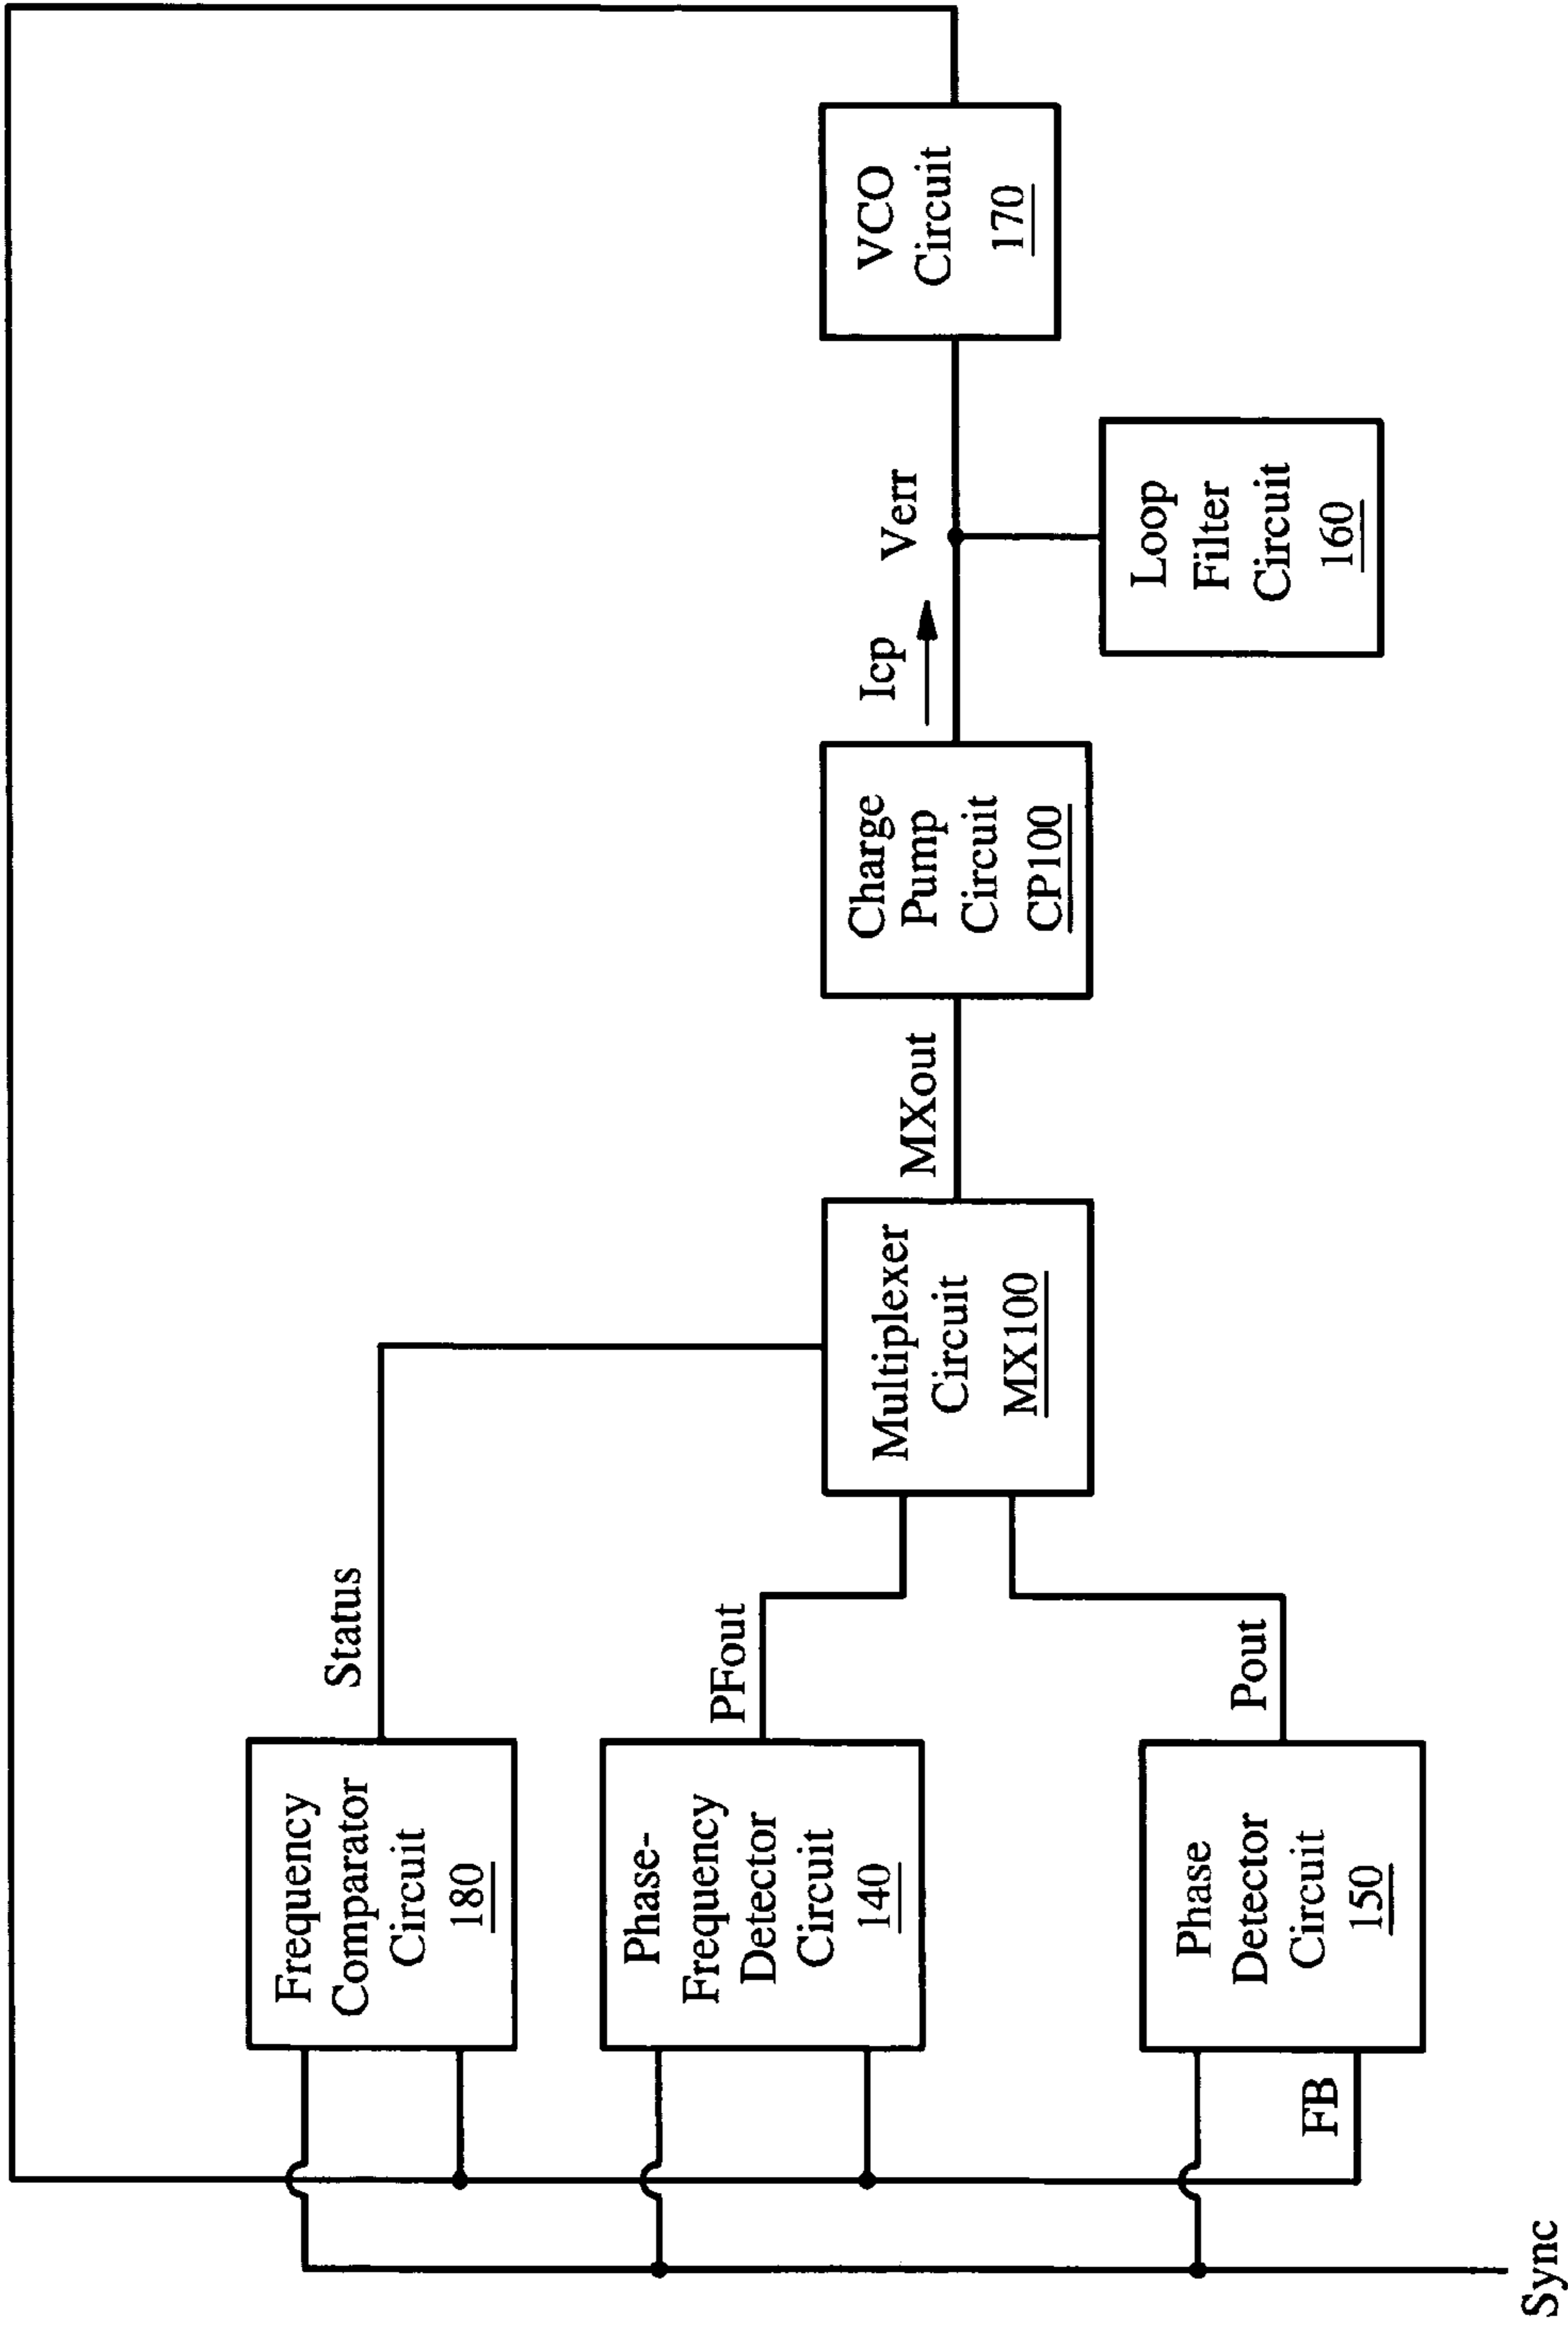 Frequency
Comparator
Circuit
180
Status
Phase-
Frequency
Detector
Circuit
140
PFout
Phase
Detector
Circuit
150
Pout
FB
Sync
Multiplexer
Circuit
MX100
MXout
Charge
Pump
Circuit
CP100
Icp
Verr
Loop
Filter
Circuit
160
VCO
Circuit
170